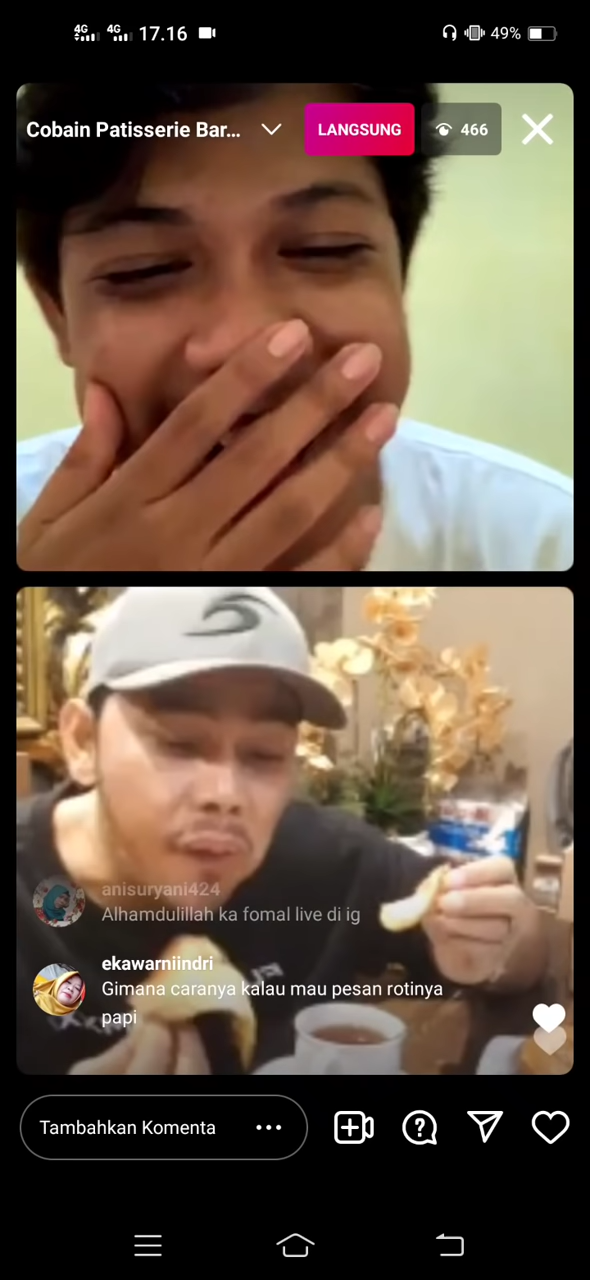 4G 4G 17.16 49%
Cobain Patisserie Bar... LANGSUNG 466
anisuryani424
Alhamdulillah ka fomal live di ig
ekawarniindri
Gimana caranya kalau mau pesan rotinya
papi
Tambahkan Komenta